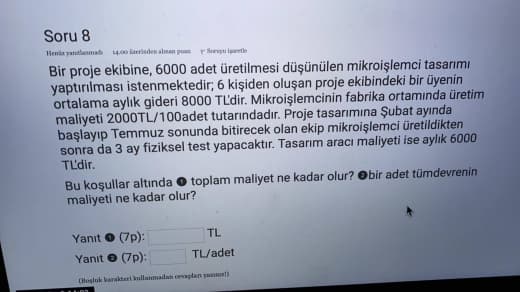 Soru 8
Henüz yanıtlanmadı 14,00 üzerinden alınan puan Soruyu işaretle
Bir proje ekibine, 6000 adet üretilmesi düşünülen mikroişlemci tasarımı
yaptırılması istenmektedir; 6 kişiden oluşan proje ekibindeki bir üyenin
ortalama aylık gideri 8000 TL'dir. Mikroişlemcinin fabrika ortamında üretim
maliyeti 2000TL/100adet tutarındadır. Proje tasarımına Şubat ayında
başlayıp Temmuz sonunda bitirecek olan ekip mikroişlemci üretildikten
sonra da 3 ay fiziksel test yapacaktır. Tasarım aracı maliyeti ise aylık 6000
TL'dir.
Bu koşullar altında ❶ toplam maliyet ne kadar olur? ❷bir adet tümdevrenin
maliyeti ne kadar olur?
Yanıt ❶ (7p): TL
Yanıt ❷ (7p): TL/adet
(Boşluk karakteri kullanmadan cevapları yazınız!)